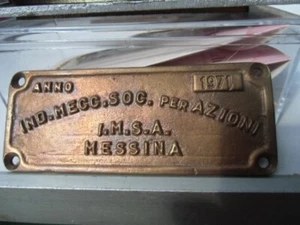 ANNO 1971
IND.MECC.SOC. PER AZIONI
I.M.S.A.
MESSINA